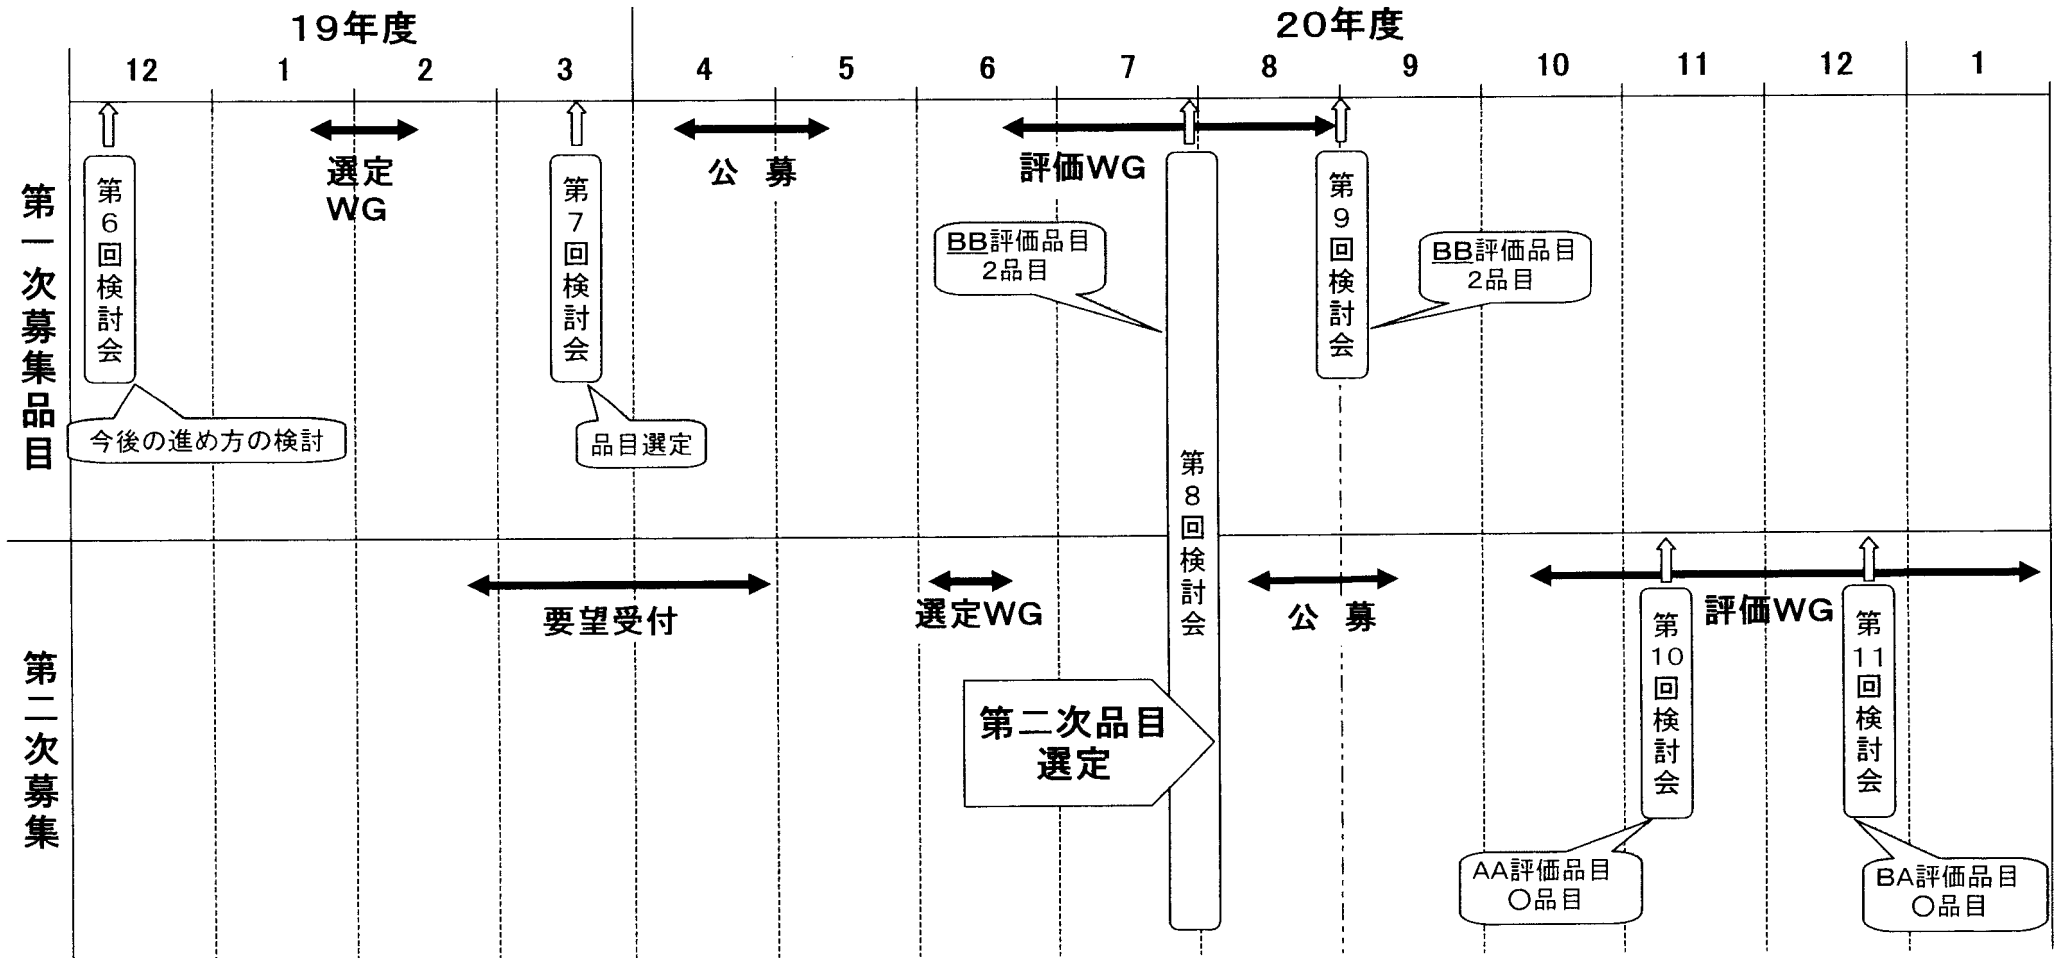 19年度
20年度
12 1 2 3 4 5 6 7 8 9 10 11 12 1
第一次募集品目
第6回検討会
今後の進め方の検討
選定
WG
第7回検討会
品目選定
公 募
評価WG
BB評価品目
2品目
第8回検討会
第9回検討会
BB評価品目
2品目
第二次募集
要望受付
選定WG
第二次品目
選定
公 募
評価WG
第10回検討会
AA評価品目
〇品目
第11回検討会
BA評価品目
〇品目